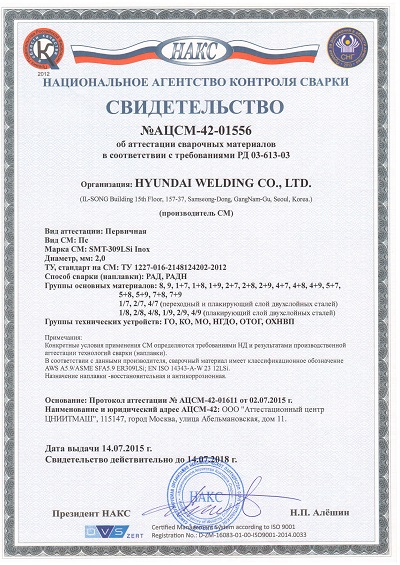 НАКС
2012
СНГ
НАЦИОНАЛЬНОЕ АГЕНТСТВО КОНТРОЛЯ СВАРКИ
СВИДЕТЕЛЬСТВО
№АЦСМ-42-01556
об аттестации сварочных материалов
в соответствии с требованиями РД 03-613-03
Организация: HYUNDAI WELDING CO., LTD.
(IL-SONG Building 15th Floor, 157-37, Samsong-Dong, GangNam-Gu, Seoul, Korea.)
(производитель СМ)
Вид аттестации: Первичная
Вид СМ: Пс
Марка СМ: SMT-309LSi Inox
Диаметр, мм: 2,0
ТУ, стандарт на СМ: ТУ 1227-016-2148124202-2012
Способ сварки (наплавки): РАД, РАДН
Группы основных материалов: 8, 9, 1+7, 1+8, 1+9, 2+7, 2+8, 2+9, 4+7, 4+8, 4+9, 5+7,
5+8, 5+9, 7+8, 7+9
1/7, 2/7, 4/7 (переходный и плакирующий слой двухслойных сталей)
1/8, 2/8, 4/8, 1/9, 2/9, 4/9 (плакирующий слой двухслойных сталей)
Группы технических устройств: ГО, КО, МО, НГДО, ОТОГ, ОХНВП
Примечания:
Конкретные условия применения СМ определяются требованиями НД и результатами производственной
аттестации технологий сварки (наплавки).
В соответствии с данными производителя, сварочный материал имеет классификационное обозначение
AWS A5.9/ASME SFA5.9 ER309LSi; EN ISO 14343-A-W 23 12LSi.
Назначение наплавки -восстановительная и антикоррозионная.
Основание: Протокол аттестации № АЦСМ-42-01611 от 02.07.2015 г.
Наименование и юридический адрес АЦСМ-42: ООО "Аттестационный центр
ЦНИИТМАШ", 115147, город Москва, улица Абельмановская, дом 11.
Дата выдачи 14.07.2015 г.
Свидетельство действительно до 14.07.2018 г.
НАКС
Президент НАКС
Н.П. Алёшин
DVS ZERT
Certified Management System according to ISO 9001
Registration No.: D-ZM-16083-01-00-ISO9001-2014.0033